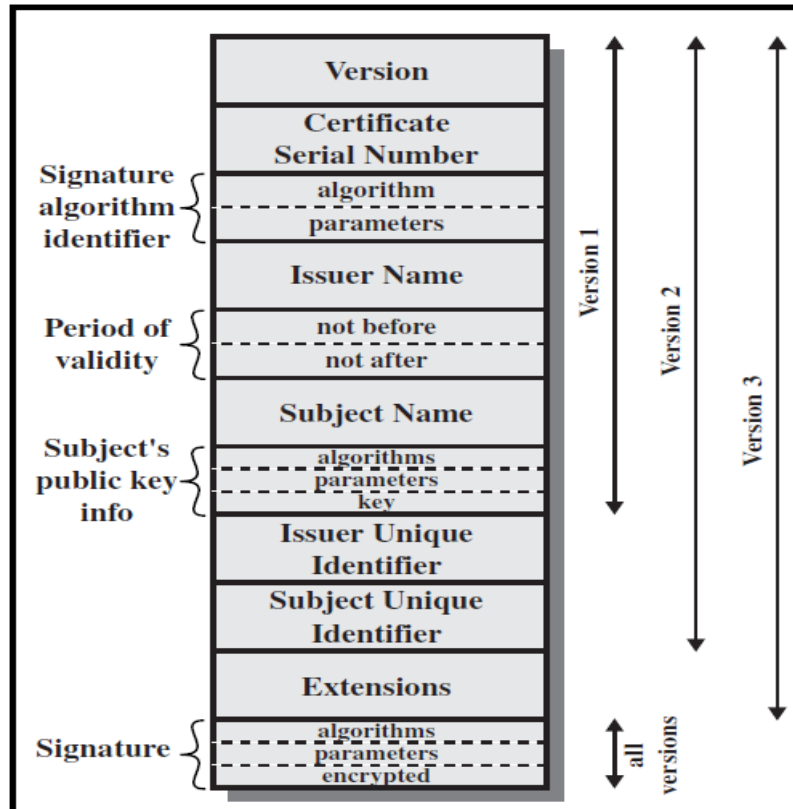 Version
Certificate
Serial Number
Signature
algorithm
identifier
algorithm
parameters
Issuer Name
Period of
validity
not before
not after
Subject Name
Subject's
public key
info
algorithms
parameters
key
Issuer Unique
Identifier
Subject Unique
Identifier
Extensions
Signature
algorithms
parameters
encrypted
Version 1
Version 2
Version 3
all
versions